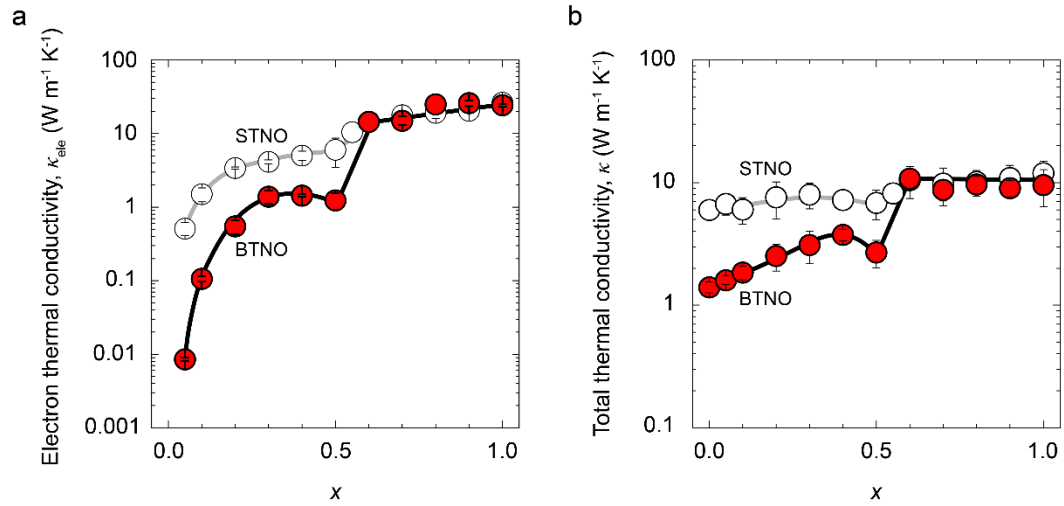 a
Electron thermal conductivity, κele (W m-1 K-1)
100
10
1
0.1
0.01
0.001
STNO
BTNO
0.0
0.5
1.0
x
b
Total thermal conductivity, κ (W m-1 K-1)
100
10
1
0.1
STNO
BTNO
0.0
0.5
1.0
x